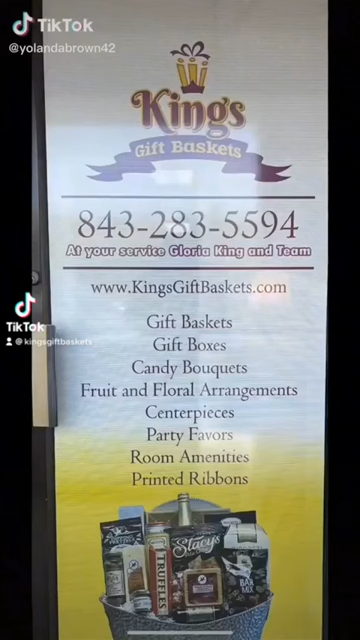 TikTok
@yolandabrown42
Kings
Gift Baskets
843-283-5594
At your service Gloria King and Team
www.KingsGiftBaskets.com
TikTok
@kingsgiftbaskets
Gift Baskets
Gift Boxes
Candy Bouquets
Fruit and Floral Arrangements
Centerpieces
Party Favors
Room Amenities
Printed Ribbons
Stacy's
TRUFFLES
BAR
MIX